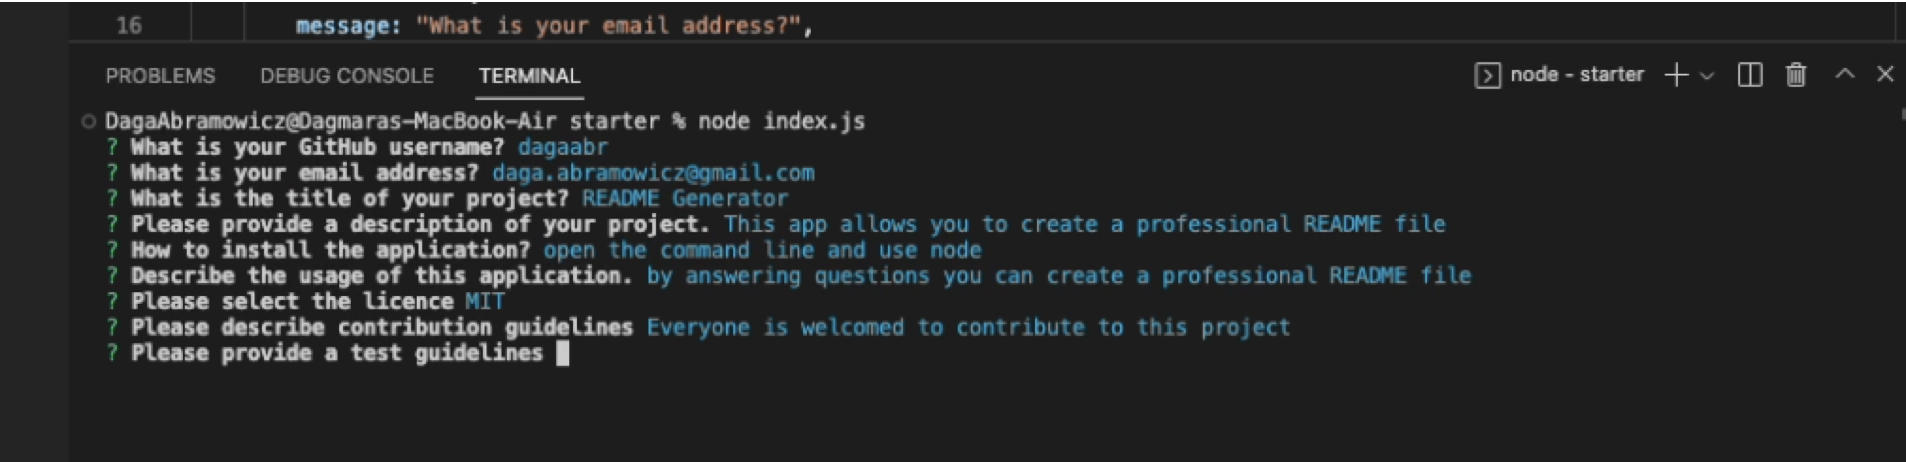 16 message: "What is your email address?",
PROBLEMS DEBUG CONSOLE TERMINAL node - starter
DagaAbramowicz@Dagmaras-MacBook-Air starter % node index.js
? What is your GitHub username? dagaabr
? What is your email address? daga.abramowicz@gmail.com
? What is the title of your project? README Generator
? Please provide a description of your project. This app allows you to create a professional README file
? How to install the application? open the command line and use node
? Describe the usage of this application. by answering questions you can create a professional README file
? Please select the licence MIT
? Please describe contribution guidelines Everyone is welcomed to contribute to this project
? Please provide a test guidelines